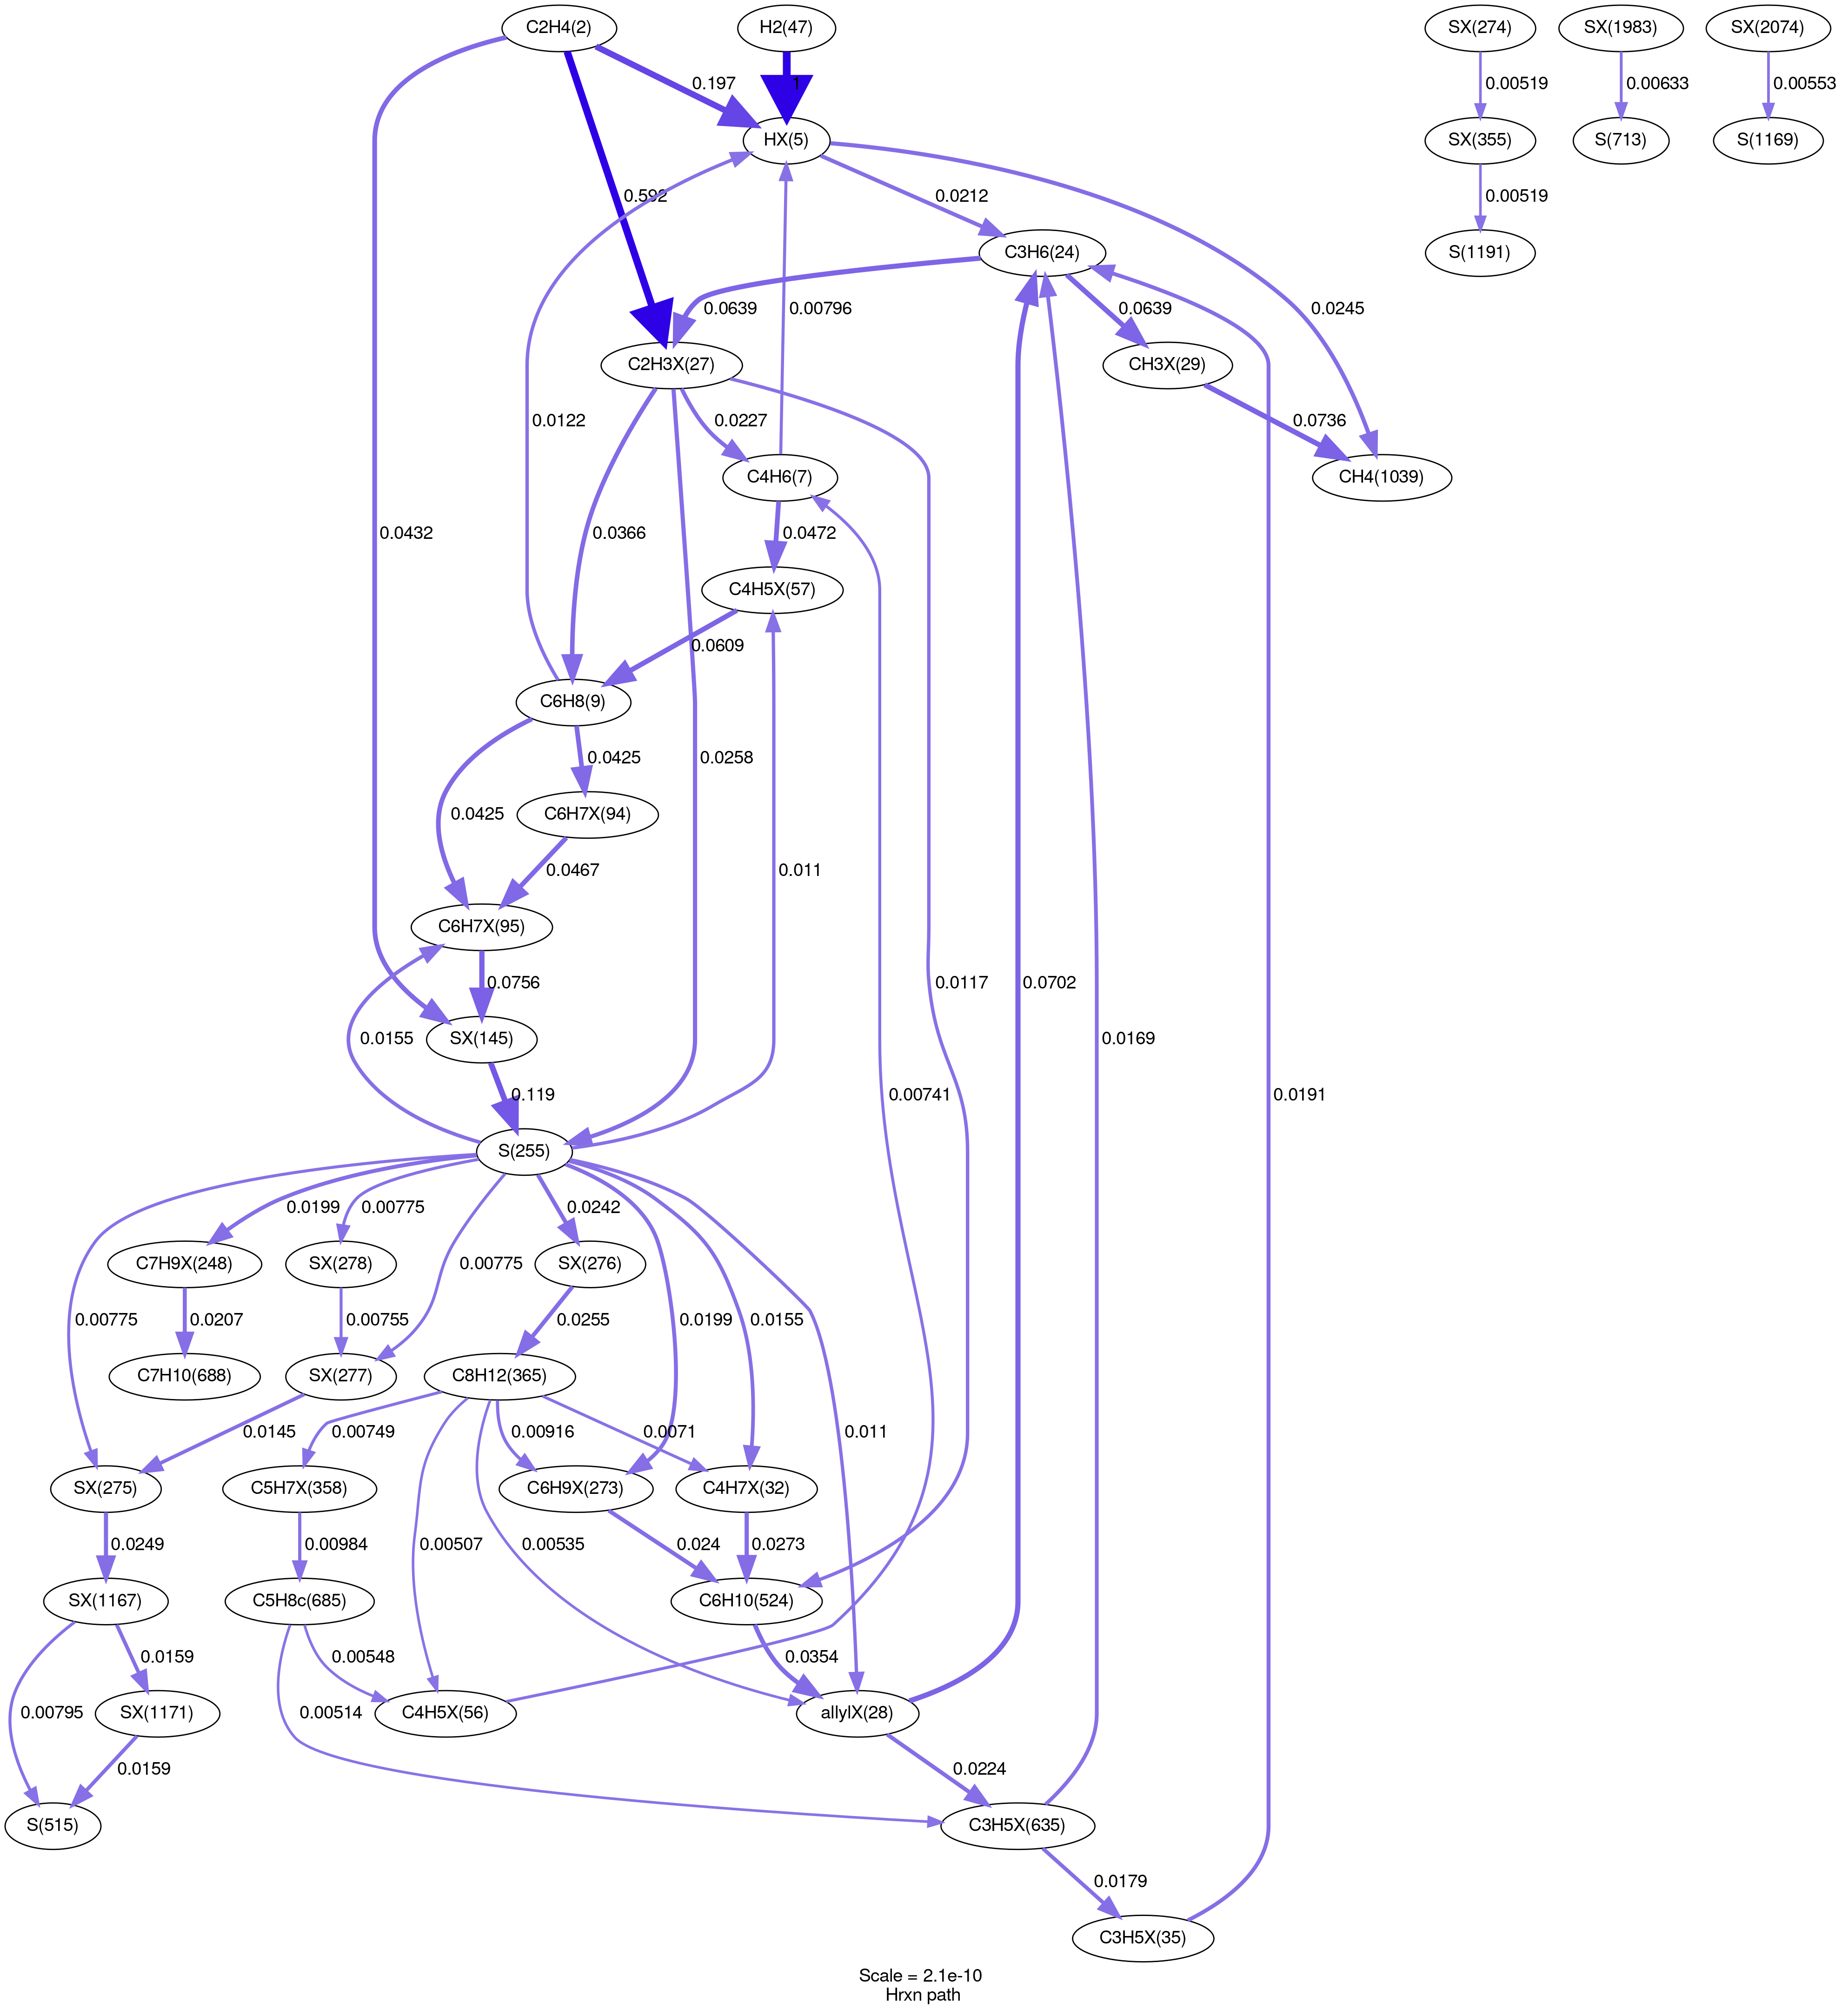 C2H4(2)
H2(47)
SX(274)
SX(1983)
SX(2074)
0.197
1
0.00519
0.00633
0.00553
HX(5)
SX(355)
S(713)
S(1169)
0.592
0.0212
0.00519
C3H6(24)
S(1191)
0.0639
0.00796
0.0639
0.0245
C2H3X(27)
CH3X(29)
0.0122
0.0227
0.0736
C4H6(7)
CH4(1039)
0.0432
0.0366
0.0472
C4H5X(57)
0.0609
C6H8(9)
0.0425
0.0258
C6H7X(94)
0.0425
0.0467
0.011
C6H7X(95)
0.0756
0.0117
0.0702
0.0169
SX(145)
0.0155
0.119
0.00741
0.0191
S(255)
0.0199
0.00775
0.0242
C7H9X(248)
SX(278)
SX(276)
0.00775
0.00775
0.0207
0.00755
0.0255
0.0199
0.0155
C7H10(688)
SX(277)
C8H12(365)
0.0145
0.00749
0.00916
0.0071
0.011
SX(275)
C5H7X(358)
C6H9X(273)
C4H7X(32)
0.0249
0.00984
0.00507
0.00535
0.024
0.0273
SX(1167)
C5H8c(685)
C6H10(524)
0.0159
0.00548
0.0354
0.00795
SX(1171)
0.00514
C4H5X(56)
allylX(28)
0.0159
0.0224
S(515)
C3H5X(635)
0.0179
C3H5X(35)
Scale = 2.1e-10
Hrxn path